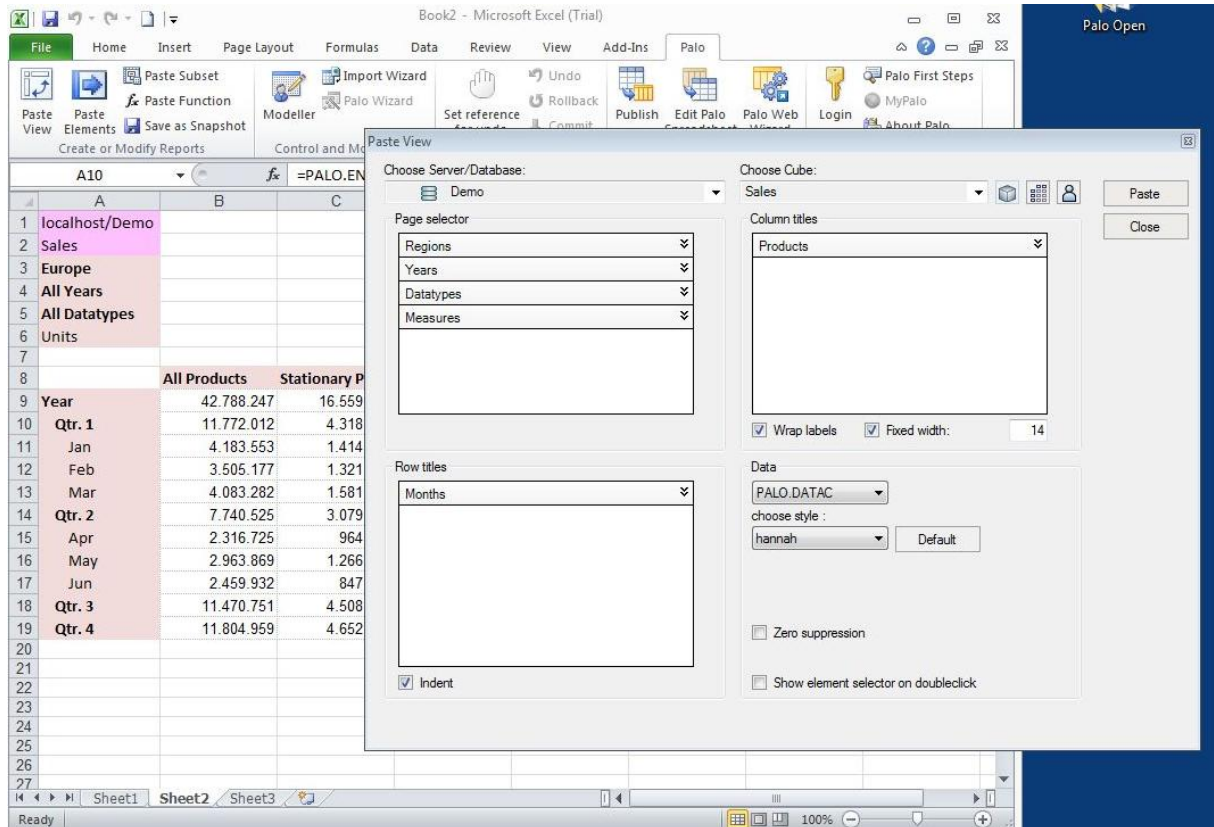 Book2 - Microsoft Excel (Trial)
Palo Open
File Home Insert Page Layout Formulas Data Review View Add-Ins Palo
Paste View
Paste Elements
Paste Subset
fx Paste Function
Save as Snapshot
Create or Modify Reports
Modeller
Import Wizard
Palo Wizard
Control and Mo
Set reference
Undo
Rollback
Commit
Publish
Edit Palo
Palo Web
Login
Palo First Steps
MyPalo
About Palo
A10 fx =PALO.EN
A B C
1 localhost/Demo
2 Sales
3 Europe
4 All Years
5 All Datatypes
6 Units
7
8 All Products Stationary P
9 Year 42.788.247 16.559
10 Qtr. 1 11.772.012 4.318
11 Jan 4.183.553 1.414
12 Feb 3.505.177 1.321
13 Mar 4.083.282 1.581
14 Qtr. 2 7.740.525 3.079
15 Apr 2.316.725 964
16 May 2.963.869 1.266
17 Jun 2.459.932 847
18 Qtr. 3 11.470.751 4.508
19 Qtr. 4 11.804.959 4.652
20
21
22
23
24
25
26
27
Paste View
Choose Server/Database:
Demo
Choose Cube:
Sales
Paste
Close
Page selector
Regions
Years
Datatypes
Measures
Column titles
Products
Wrap labels Fixed width: 14
Row titles
Months
Indent
Data
PALO.DATAC
choose style :
hannah Default
Zero suppression
Show element selector on doubleclick
Sheet1 Sheet2 Sheet3
Ready 100%